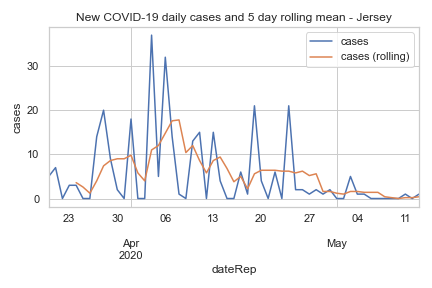 New COVID-19 daily cases and 5 day rolling mean - Jersey
cases
cases (rolling)
cases
30
20
10
0
23
30
06
13
20
27
04
11
Apr
2020
May
dateRep